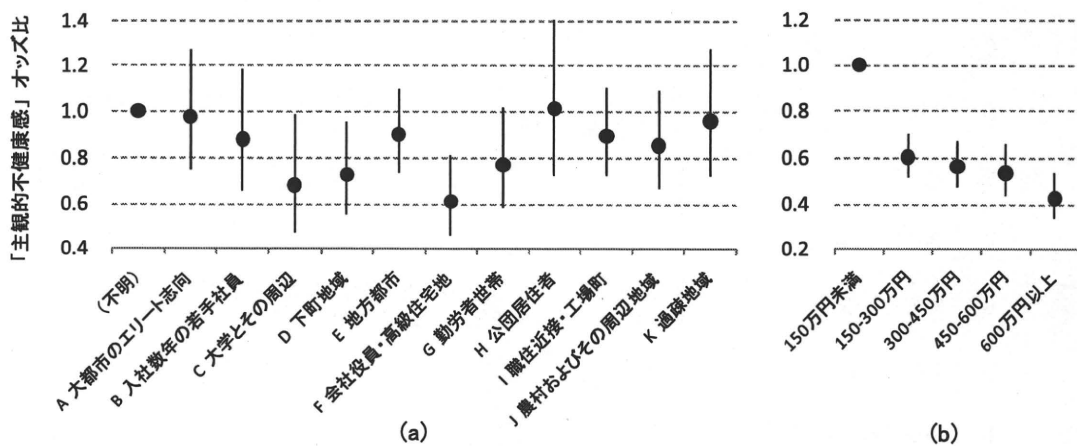 「主観的不健康感」オッズ比
1.4
1.2
1.0
0.8
0.6
0.4
(不明)
A 大都市のエリート志向
B 入社数年の若手社員
C 大学とその周辺
D 下町地域
E 地方都市
F 会社役員・高級住宅地
G 勤労者世帯
H 公団居住者
I 職住近接・工場町
J 農村およびその周辺地域
K 過疎地域
(a)
1.2
1.0
0.8
0.6
0.4
0.2
150万円未満
150-300万円
300-450万円
450-600万円
600万円以上
(b)